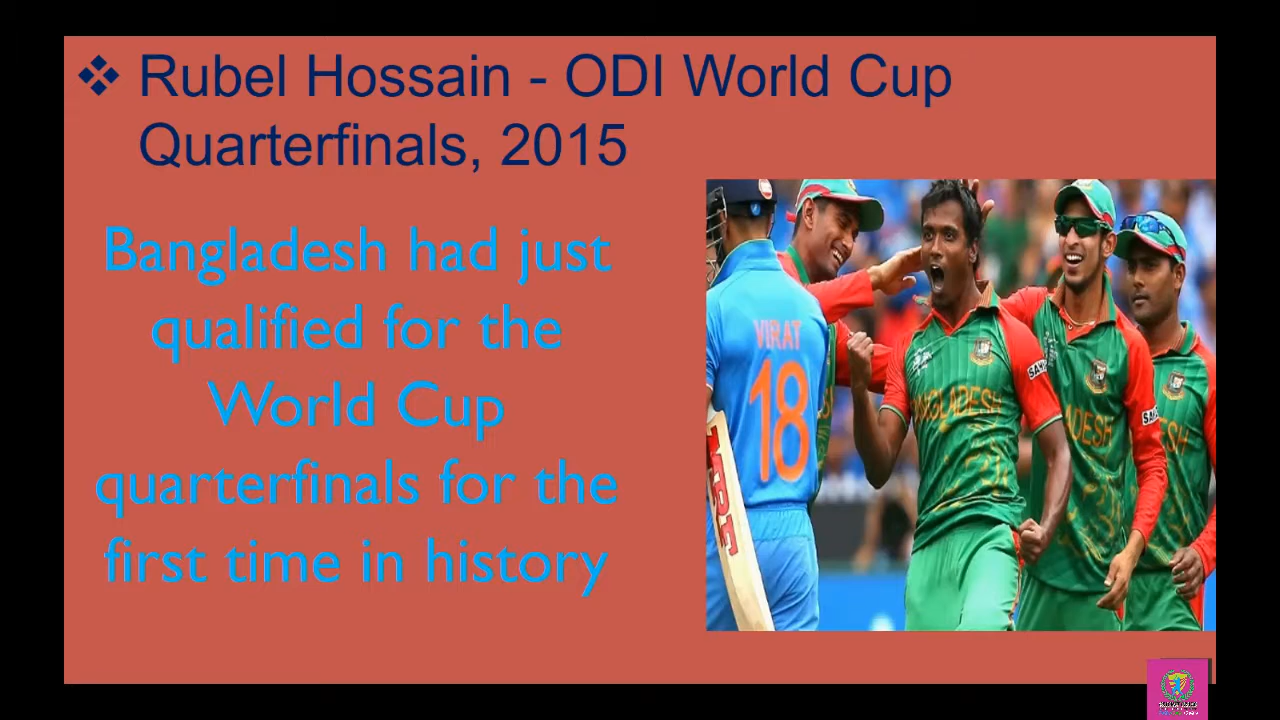 ❖ Rubel Hossain - ODI World Cup
Quarterfinals, 2015
Bangladesh had just
qualified for the
World Cup
quarterfinals for the
first time in history
VIRAT
18
BANGLADESH